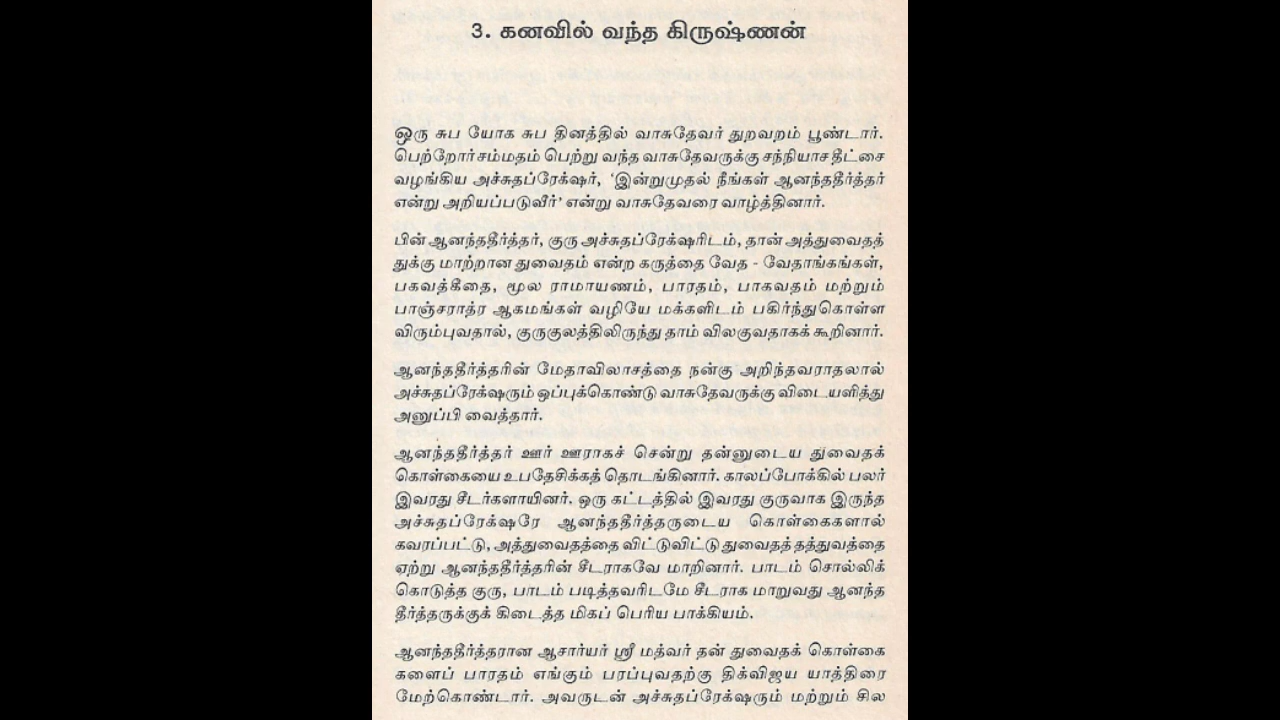 3. கனவில் வந்த கிருஷ்ணன்
ஒரு சுப யோக சுப தினத்தில் வாசுதேவர் துறவறம் பூண்டார்.
பெற்றோர் சம்மதம் பெற்று வந்த வாசுதேவருக்கு சந்நியாச தீட்சை
வழங்கிய அச்சுதப்ரேக்ஷர், 'இன்றுமுதல் நீங்கள் ஆனந்ததீர்த்தர்
என்று அறியப்படுவீர்' என்று வாசுதேவரை வாழ்த்தினார்.
பின் ஆனந்ததீர்த்தர், குரு அச்சுதப்ரேக்ஷரிடம், தான் அத்துவைதத்
துக்கு மாற்றான துவைதம் என்ற கருத்தை வேத - வேதாங்கங்கள்,
பகவத்கீதை, மூல ராமாயணம், பாரதம், பாகவதம் மற்றும்
பாஞ்சராத்ர ஆகமங்கள் வழியே மக்களிடம் பகிர்ந்துகொள்ள
விரும்புவதால், குருகுலத்திலிருந்து தாம் விலகுவதாகக் கூறினார்.
ஆனந்ததீர்த்தரின் மேதாவிலாசத்தை நன்கு அறிந்தவராதலால்
அச்சுதப்ரேக்ஷரும் ஒப்புக்கொண்டு வாசுதேவருக்கு விடையளித்து
அனுப்பி வைத்தார்.
ஆனந்ததீர்த்தர் ஊர் ஊராகச் சென்று தன்னுடைய துவைதக்
கொள்கையை உபதேசிக்கத் தொடங்கினார். காலப்போக்கில் பலர்
இவரது சீடர்களாயினர். ஒரு கட்டத்தில் இவரது குருவாக இருந்த
அச்சுதப்ரேக்ஷரே ஆனந்ததீர்த்தருடைய கொள்கைகளால்
கவரப்பட்டு, அத்துவைதத்தை விட்டுவிட்டு துவைதத் தத்துவத்தை
ஏற்று ஆனந்ததீர்த்தரின் சீடராகவே மாறினார். பாடம் சொல்லிக்
கொடுத்த குரு, பாடம் படித்தவரிடமே சீடராக மாறுவது ஆனந்த
தீர்த்தருக்குக் கிடைத்த மிகப் பெரிய பாக்கியம்.
ஆனந்ததீர்த்தரான ஆசார்யர் ஸ்ரீ மத்வர் தன் துவைதக் கொள்கை
களைப் பாரதம் எங்கும் பரப்புவதற்கு திக்விஜய யாத்திரை
மேற்கொண்டார். அவருடன் அச்சுதப்ரேக்ஷரும் மற்றும் சில